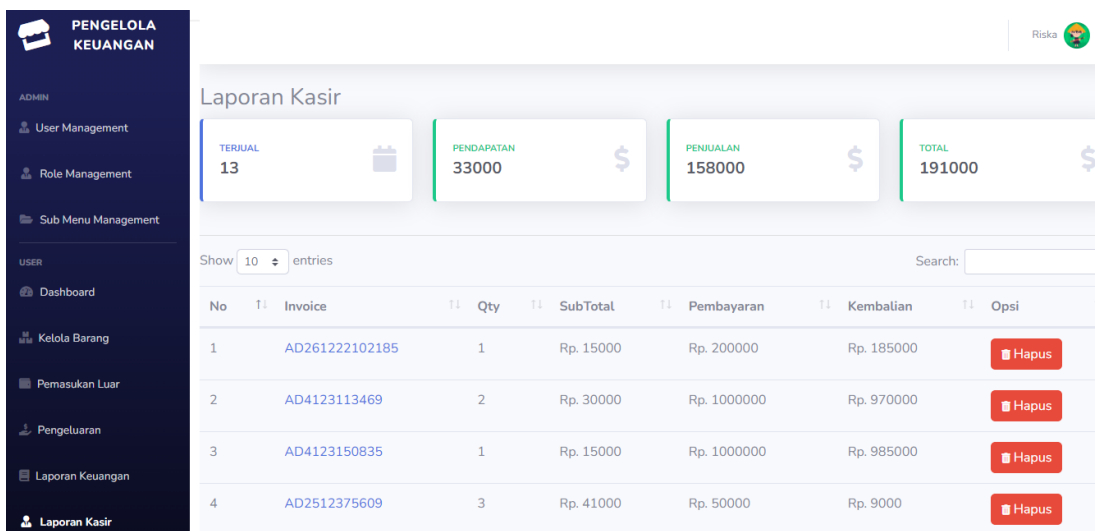 PENGELOLA
KEUANGAN
Riska
ADMIN
User Management
Role Management
Sub Menu Management
USER
Dashboard
Kelola Barang
Pemasukan Luar
Pengeluaran
Laporan Keuangan
Laporan Kasir
Laporan Kasir
TERJUAL
13
PENDAPATAN
33000
PENJUALAN
158000
TOTAL
191000
Show 10 entries
Search:
No Invoice Qty SubTotal Pembayaran Kembalian Opsi
1 AD261222102185 1 Rp. 15000 Rp. 200000 Rp. 185000 Hapus
2 AD4123113469 2 Rp. 30000 Rp. 1000000 Rp. 970000 Hapus
3 AD4123150835 1 Rp. 15000 Rp. 1000000 Rp. 985000 Hapus
4 AD2512375609 3 Rp. 41000 Rp. 50000 Rp. 9000 Hapus